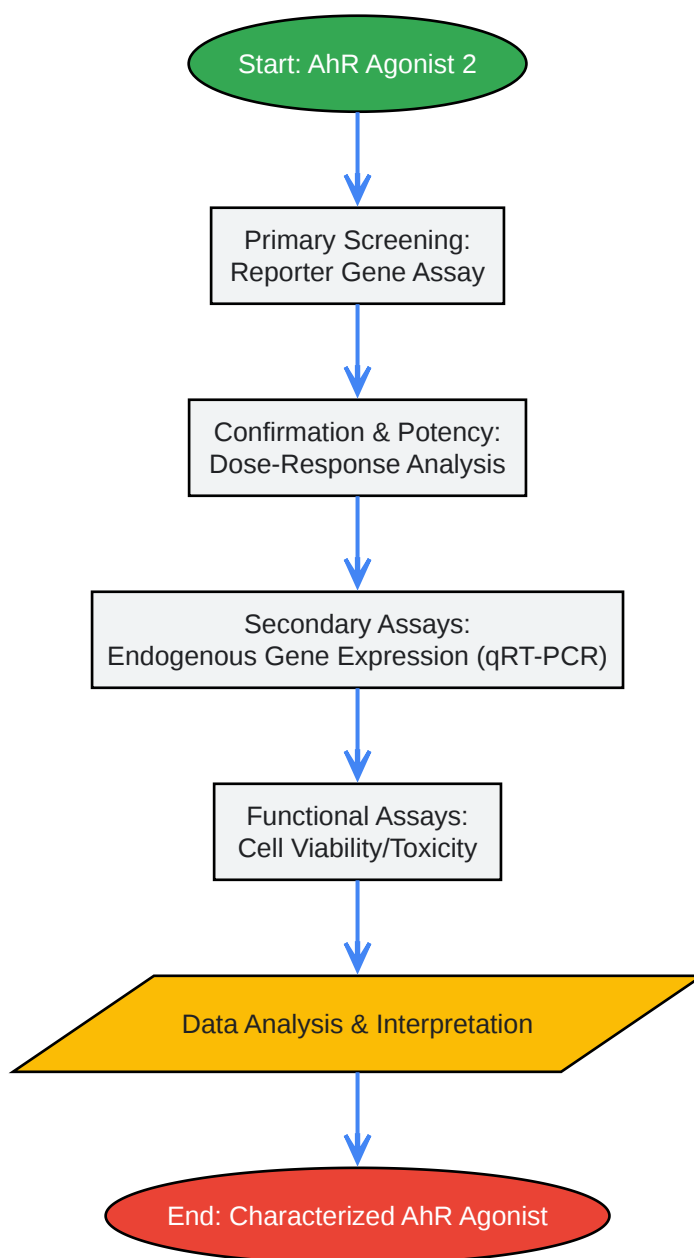 Start: AhR Agonist 2
Primary Screening:
Reporter Gene Assay
Confirmation & Potency:
Dose-Response Analysis
Secondary Assays:
Endogenous Gene Expression (qRT-PCR)
Functional Assays:
Cell Viability/Toxicity
Data Analysis & Interpretation
End: Characterized AhR Agonist